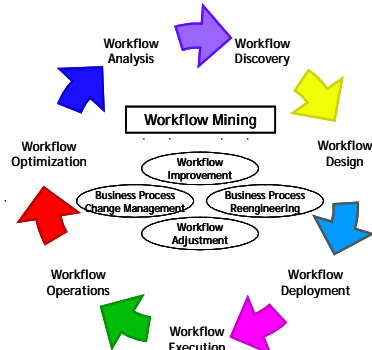 Workflow
Analysis
Workflow
Discovery
Workflow Mining
Workflow
Optimization
Workflow
Design
Workflow
Improvement
Business Process
Change Management
Business Process
Reengineering
Workflow
Adjustment
Workflow
Operations
Workflow
Deployment
Workflow
Execution